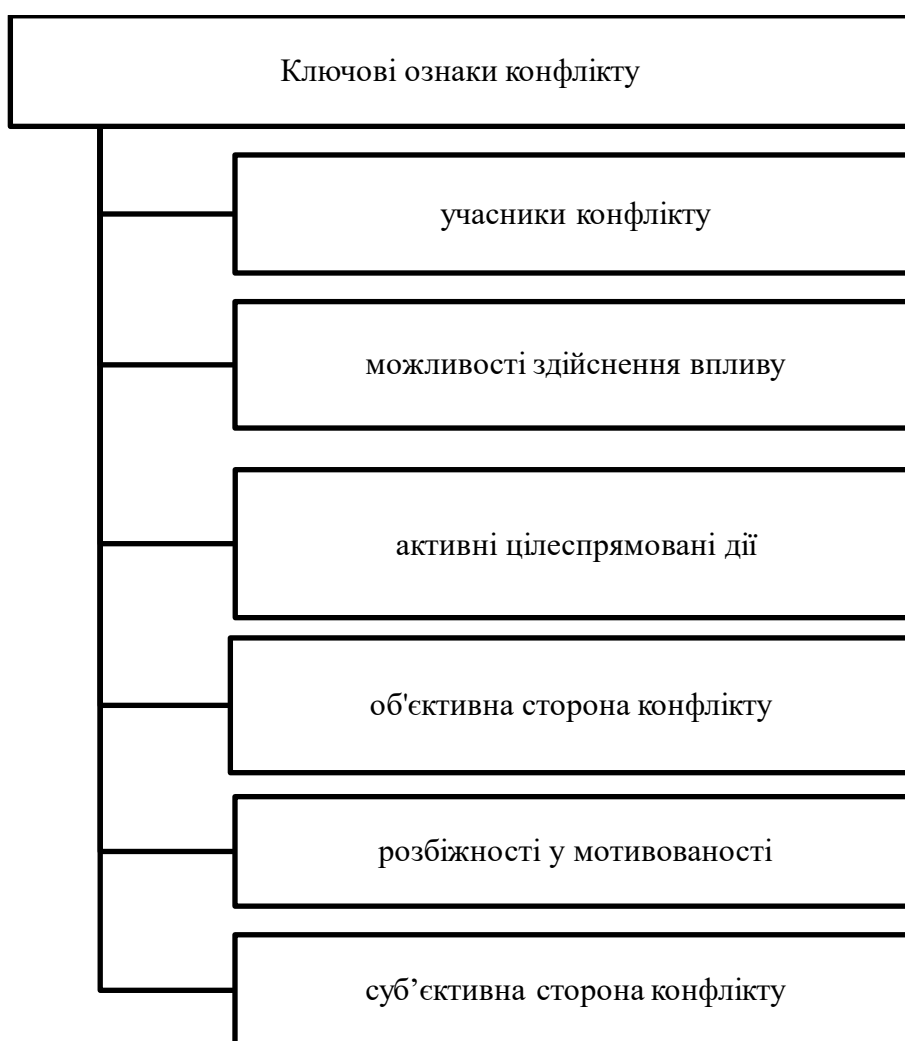 Ключові ознаки конфлікту
учасники конфлікту
можливості здійснення впливу
активні цілеспрямовані дії
об'єктивна сторона конфлікту
розбіжності у мотивованості
суб’єктивна сторона конфлікту